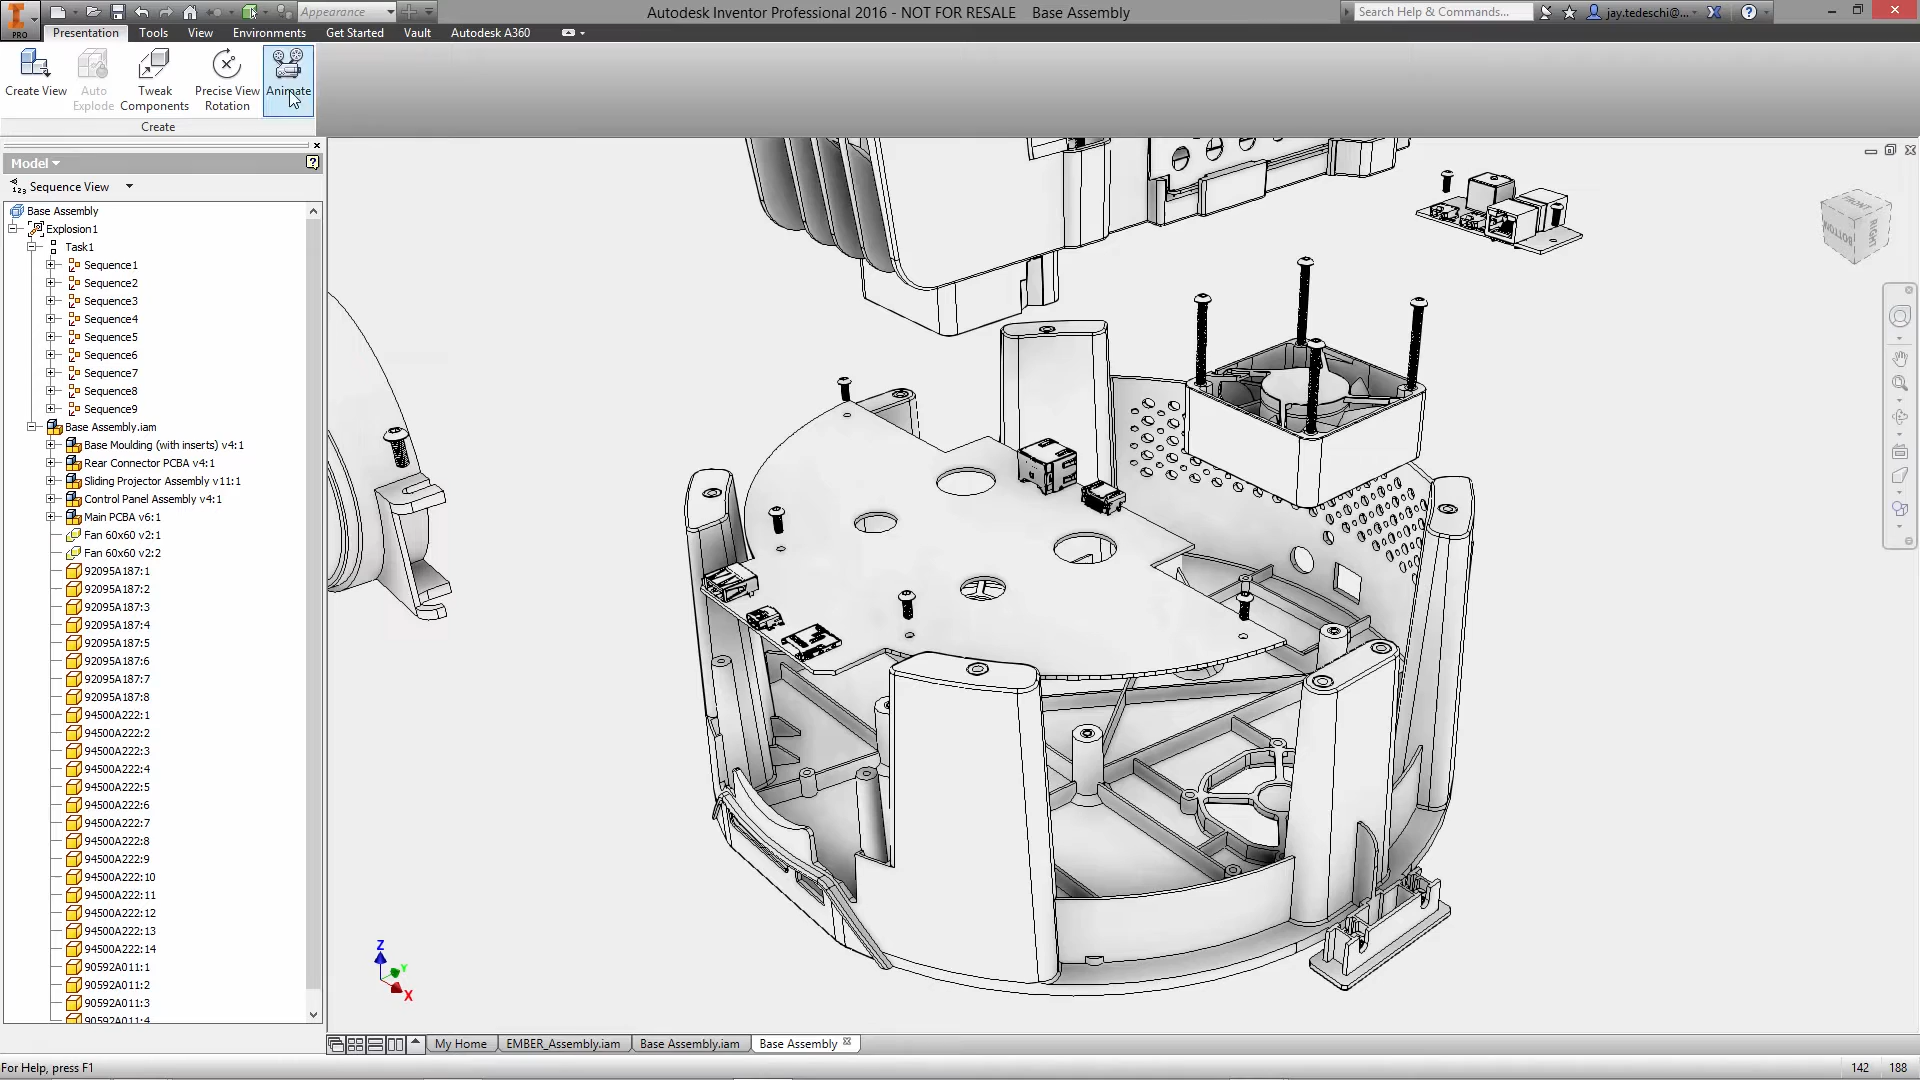 PRO
Appearance
Autodesk Inventor Professional 2016 - NOT FOR RESALE Base Assembly
Search Help & Commands...
jay.tedeschi@...
Presentation Tools View Environments Get Started Vault Autodesk A360
Create View
Auto Explode
Tweak Components
Precise View Rotation
Animate
Create
Model
Sequence View
Base Assembly
Explosion1
Task1
Sequence1
Sequence2
Sequence3
Sequence4
Sequence5
Sequence6
Sequence7
Sequence8
Sequence9
Base Assembly.iam
Base Moulding (with inserts) v4:1
Rear Connector PCBA v4:1
Sliding Projector Assembly v11:1
Control Panel Assembly v4:1
Main PCBA v6:1
Fan 60x60 v2:1
Fan 60x60 v2:2
92095A187:1
92095A187:2
92095A187:3
92095A187:4
92095A187:5
92095A187:6
92095A187:7
92095A187:8
94500A222:1
94500A222:2
94500A222:3
94500A222:4
94500A222:5
94500A222:6
94500A222:7
94500A222:8
94500A222:9
94500A222:10
94500A222:11
94500A222:12
94500A222:13
94500A222:14
90592A011:1
90592A011:2
90592A011:3
90592A011:4
FRONT
RIGHT
BOTTOM
Z
Y
X
My Home EMBER_Assembly.iam Base Assembly.iam Base Assembly
For Help, press F1
142 188